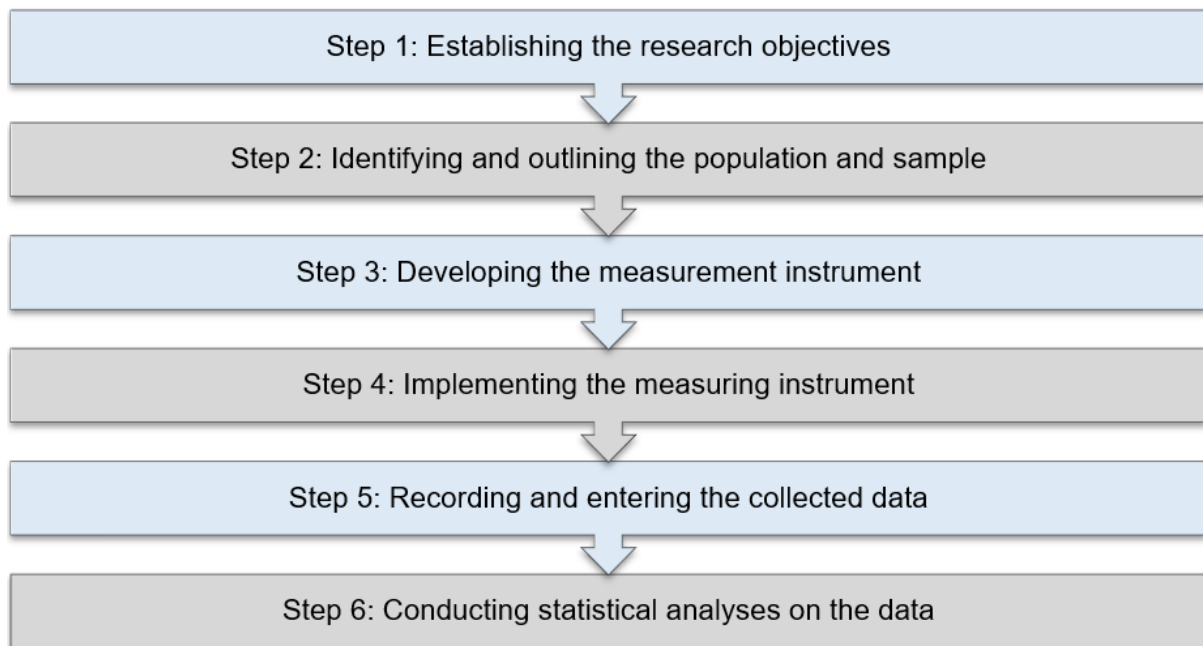 Step 1: Establishing the research objectives
Step 2: Identifying and outlining the population and sample
Step 3: Developing the measurement instrument
Step 4: Implementing the measuring instrument
Step 5: Recording and entering the collected data
Step 6: Conducting statistical analyses on the data